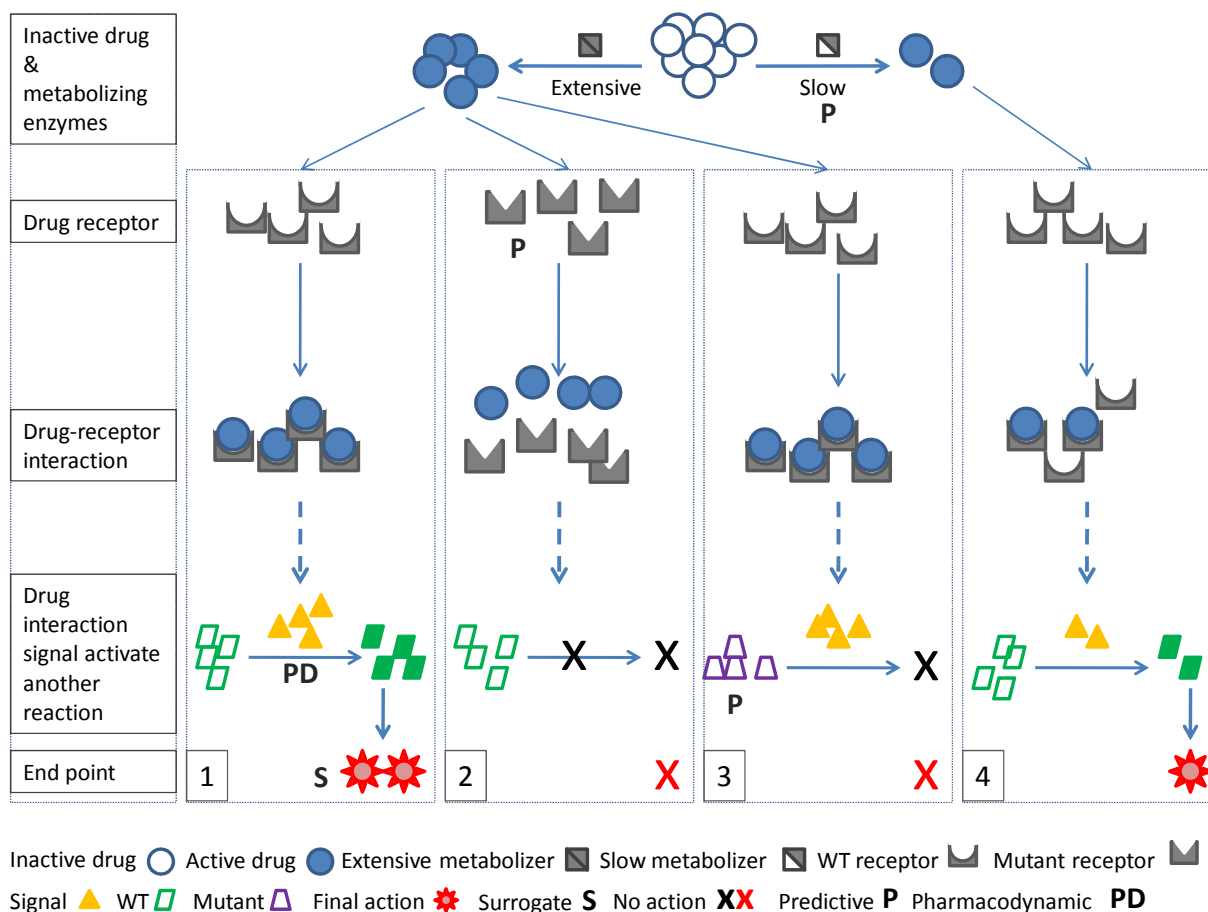 Inactive drug
&
metabolizing
enzymes
Extensive
Slow
P
Drug receptor
P
Drug-receptor
interaction
Drug
interaction
signal activate
another
reaction
PD
X
X
P
X
End point
1
S
2
X
3
X
4
Inactive drug Active drug Extensive metabolizer Slow metabolizer WT receptor Mutant receptor
Signal WT Mutant Final action Surrogate S No action XX Predictive P Pharmacodynamic PD